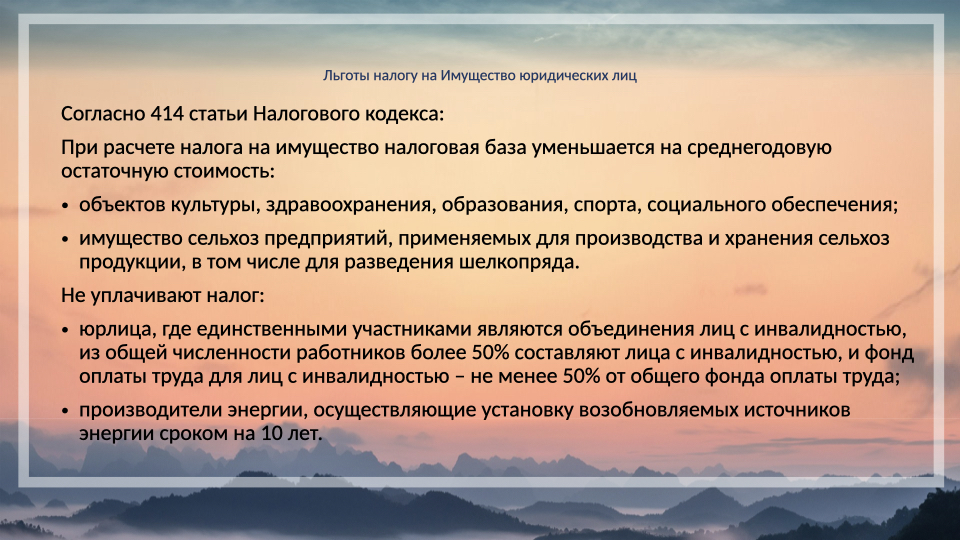 Льготы налогу на Имущество юридических лиц
Согласно 414 статьи Налогового кодекса:
При расчете налога на имущество налоговая база уменьшается на среднегодовую
остаточную стоимость:
• объектов культуры, здравоохранения, образования, спорта, социального обеспечения;
• имущество сельхоз предприятий, применяемых для производства и хранения сельхоз
продукции, в том числе для разведения шелкопряда.
Не уплачивают налог:
• юрлица, где единственными участниками являются объединения лиц с инвалидностью,
из общей численности работников более 50% составляют лица с инвалидностью, и фонд
оплаты труда для лиц с инвалидностью – не менее 50% от общего фонда оплаты труда;
• производители энергии, осуществляющие установку возобновляемых источников
энергии сроком на 10 лет.